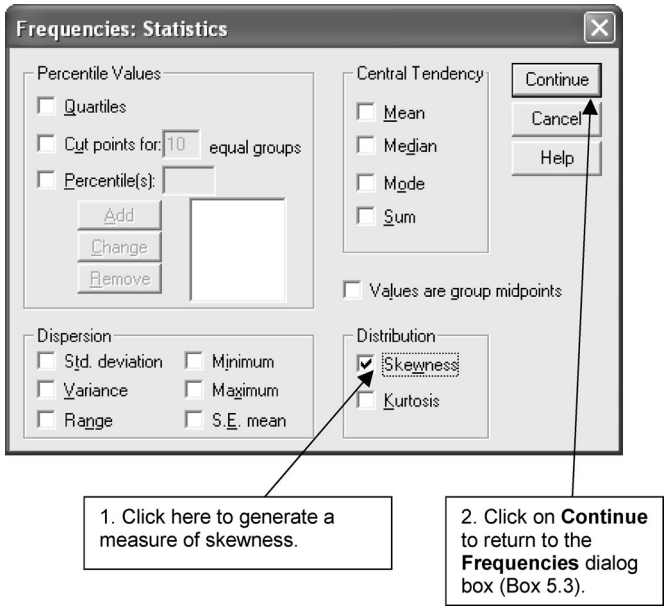 Frequencies: Statistics
Percentile Values
Quartiles
Cut points for: 10 equal groups
Percentile(s):
Add
Change
Remove
Central Tendency
Mean
Median
Mode
Sum
Continue
Cancel
Help
Values are group midpoints
Dispersion
Std. deviation Minimum
Variance Maximum
Range S.E. mean
Distribution
Skewness
Kurtosis
1. Click here to generate a
measure of skewness.
2. Click on Continue
to return to the
Frequencies dialog
box (Box 5.3).